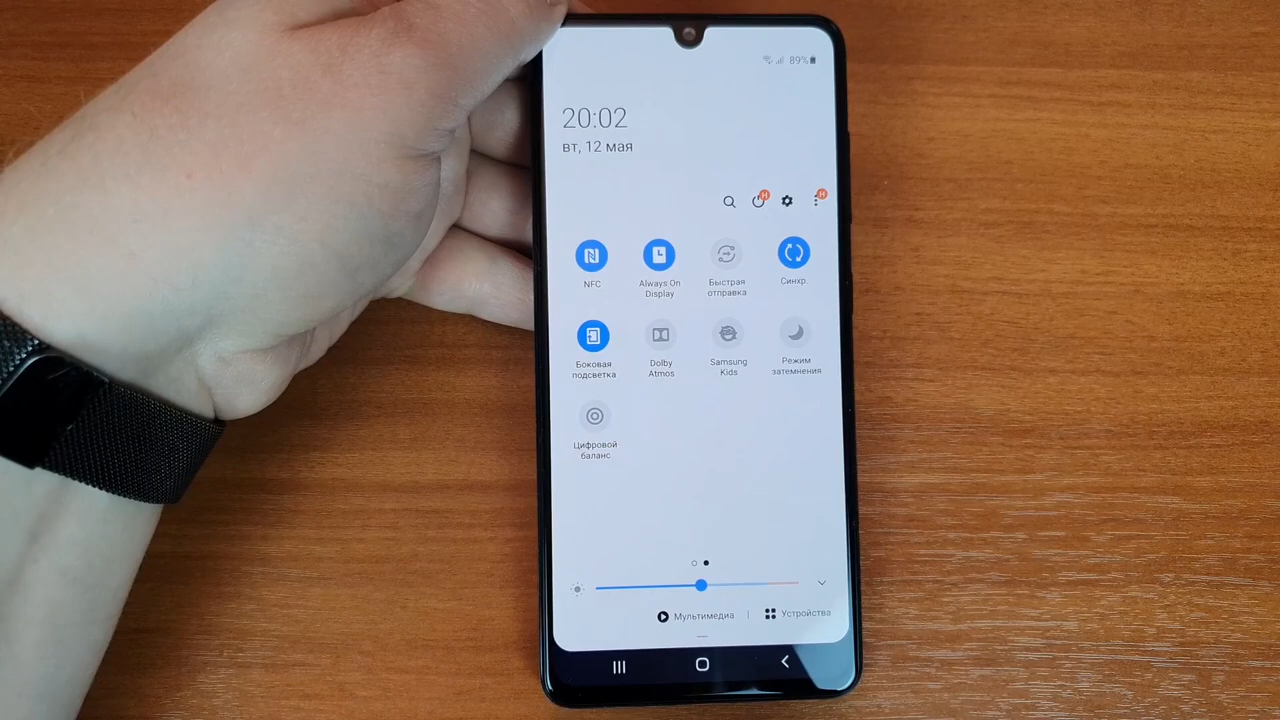 89%
20:02
вт, 12 мая
Н
Н
NFC
Always On
Display
Быстрая
отправка
Синхр.
Боковая
подсветка
Dolby
Atmos
Samsung
Kids
Режим
затемнения
Цифровой
баланс
Мультимедиа | Устройства